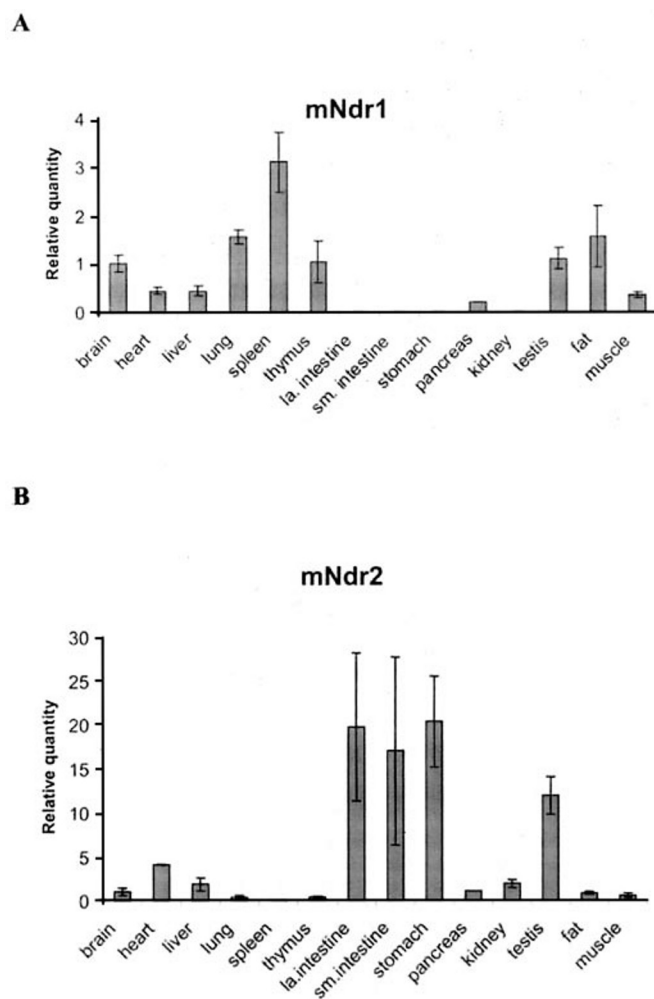 A
mNdr1
Relative quantity
4
3
2
1
0
brain
heart
liver
lung
spleen
thymus
la. intestine
sm. intestine
stomach
pancreas
kidney
testis
fat
muscle
B
mNdr2
Relative quantity
30
25
20
15
10
5
0
brain
heart
liver
lung
spleen
thymus
la.intestine
sm.intestine
stomach
pancreas
kidney
testis
fat
muscle